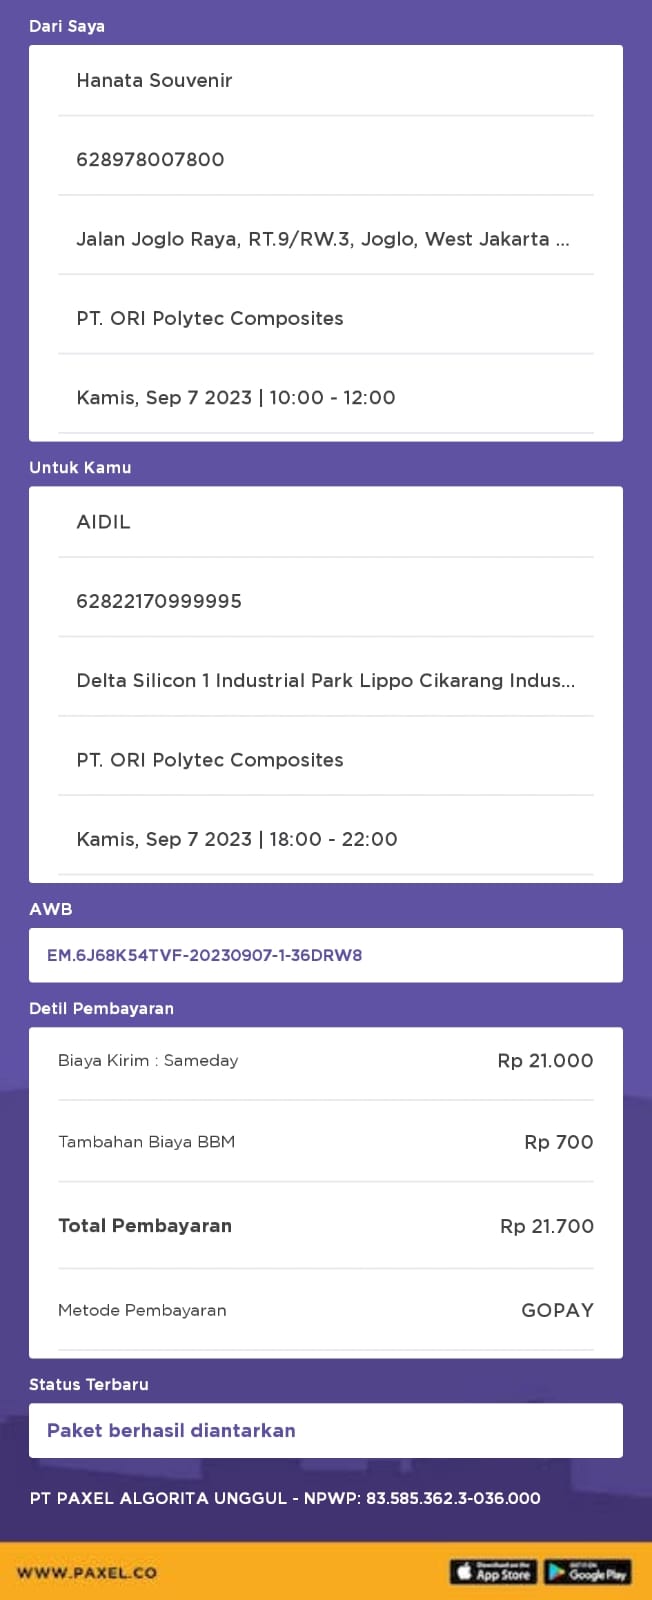 Dari Saya
Hanata Souvenir
628978007800
Jalan Joglo Raya, RT.9/RW.3, Joglo, West Jakarta ...
PT. ORI Polytec Composites
Kamis, Sep 7 2023 | 10:00 - 12:00
Untuk Kamu
AIDIL
62822170999995
Delta Silicon 1 Industrial Park Lippo Cikarang Indus...
PT. ORI Polytec Composites
Kamis, Sep 7 2023 | 18:00 - 22:00
AWB
EM.6J68K54TVF-20230907-1-36DRW8
Detil Pembayaran
Biaya Kirim : Sameday Rp 21.000
Tambahan Biaya BBM Rp 700
Total Pembayaran Rp 21.700
Metode Pembayaran GOPAY
Status Terbaru
Paket berhasil diantarkan
PT PAXEL ALGORITA UNGGUL - NPWP: 83.585.362.3-036.000
WWW.PAXEL.CO
Download on the
App Store
GET IT ON
Google Play